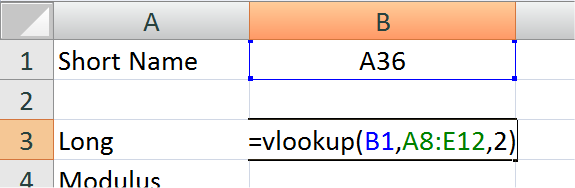 A B
1 Short Name A36
2
3 Long =vlookup(B1,A8:E12,2)
4 Modulus